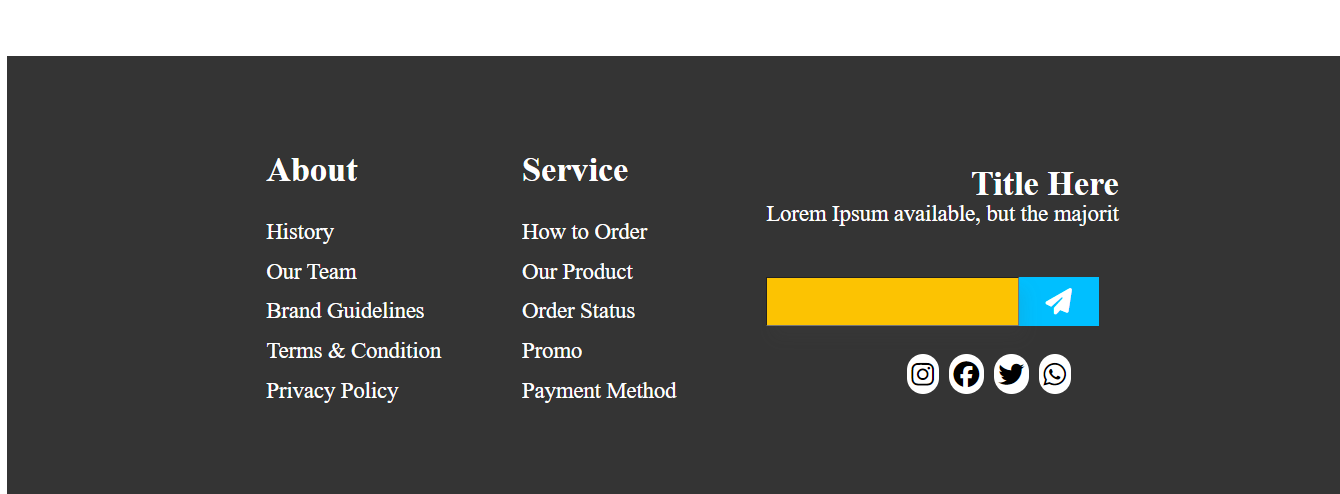 About
History
Our Team
Brand Guidelines
Terms & Condition
Privacy Policy
Service
How to Order
Our Product
Order Status
Promo
Payment Method
Title Here
Lorem Ipsum available, but the majorit